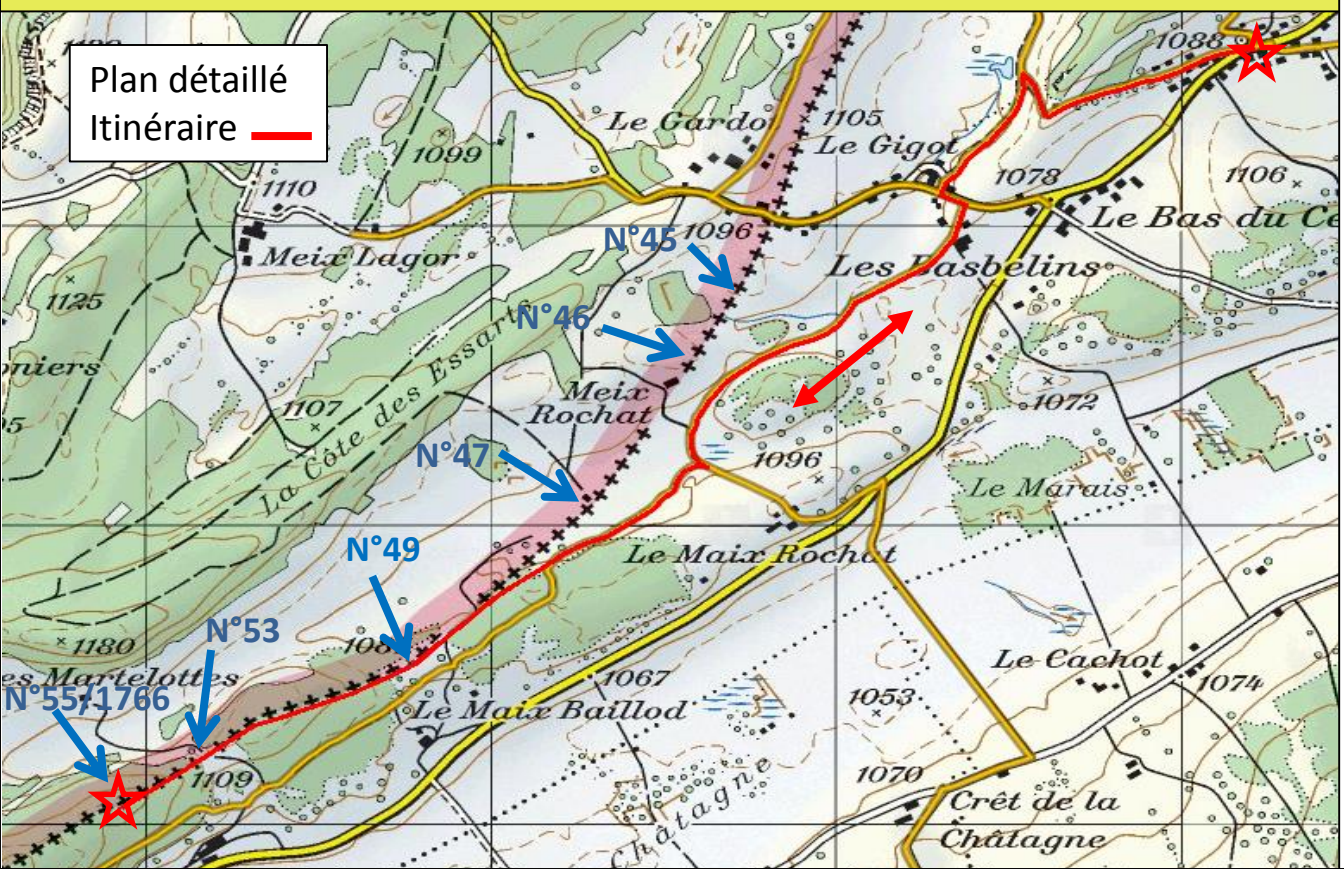 Plan détaillé
Itinéraire
1088
Le Gardo
1105
Le Gigot
1099
1110
1078
1106
1096
N°45
Le Bas du C
Meix Lagor
Les Basbelins
1125
N°46
oniers
La Côte des Essarts
Meix
Rochat
1107
1072
N°47
1096
Le Marais
N°49
Le Maix Rochat
N°53
1180
es Martelottes
N°55/1766
1067
Le Cachot
1074
1053
Le Maix Baillod
1109
1070
Châtagne
Crêt de la
Châtagne